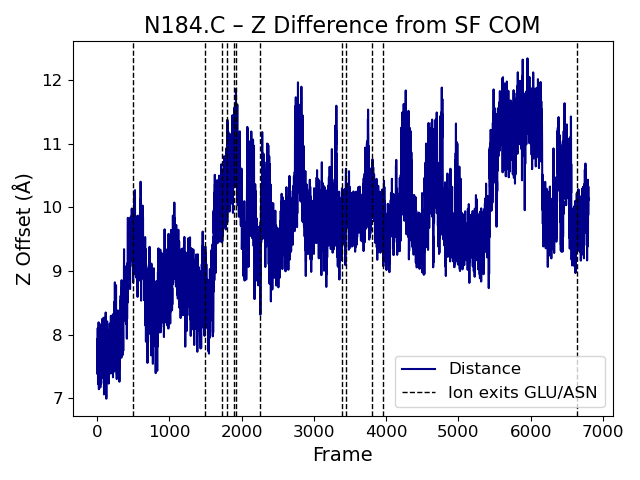 N184.C – Z Difference from SF COM
Z Offset (Å)
12
11
10
9
8
7
0 1000 2000 3000 4000 5000 6000 7000
Frame
Distance
Ion exits GLU/ASN